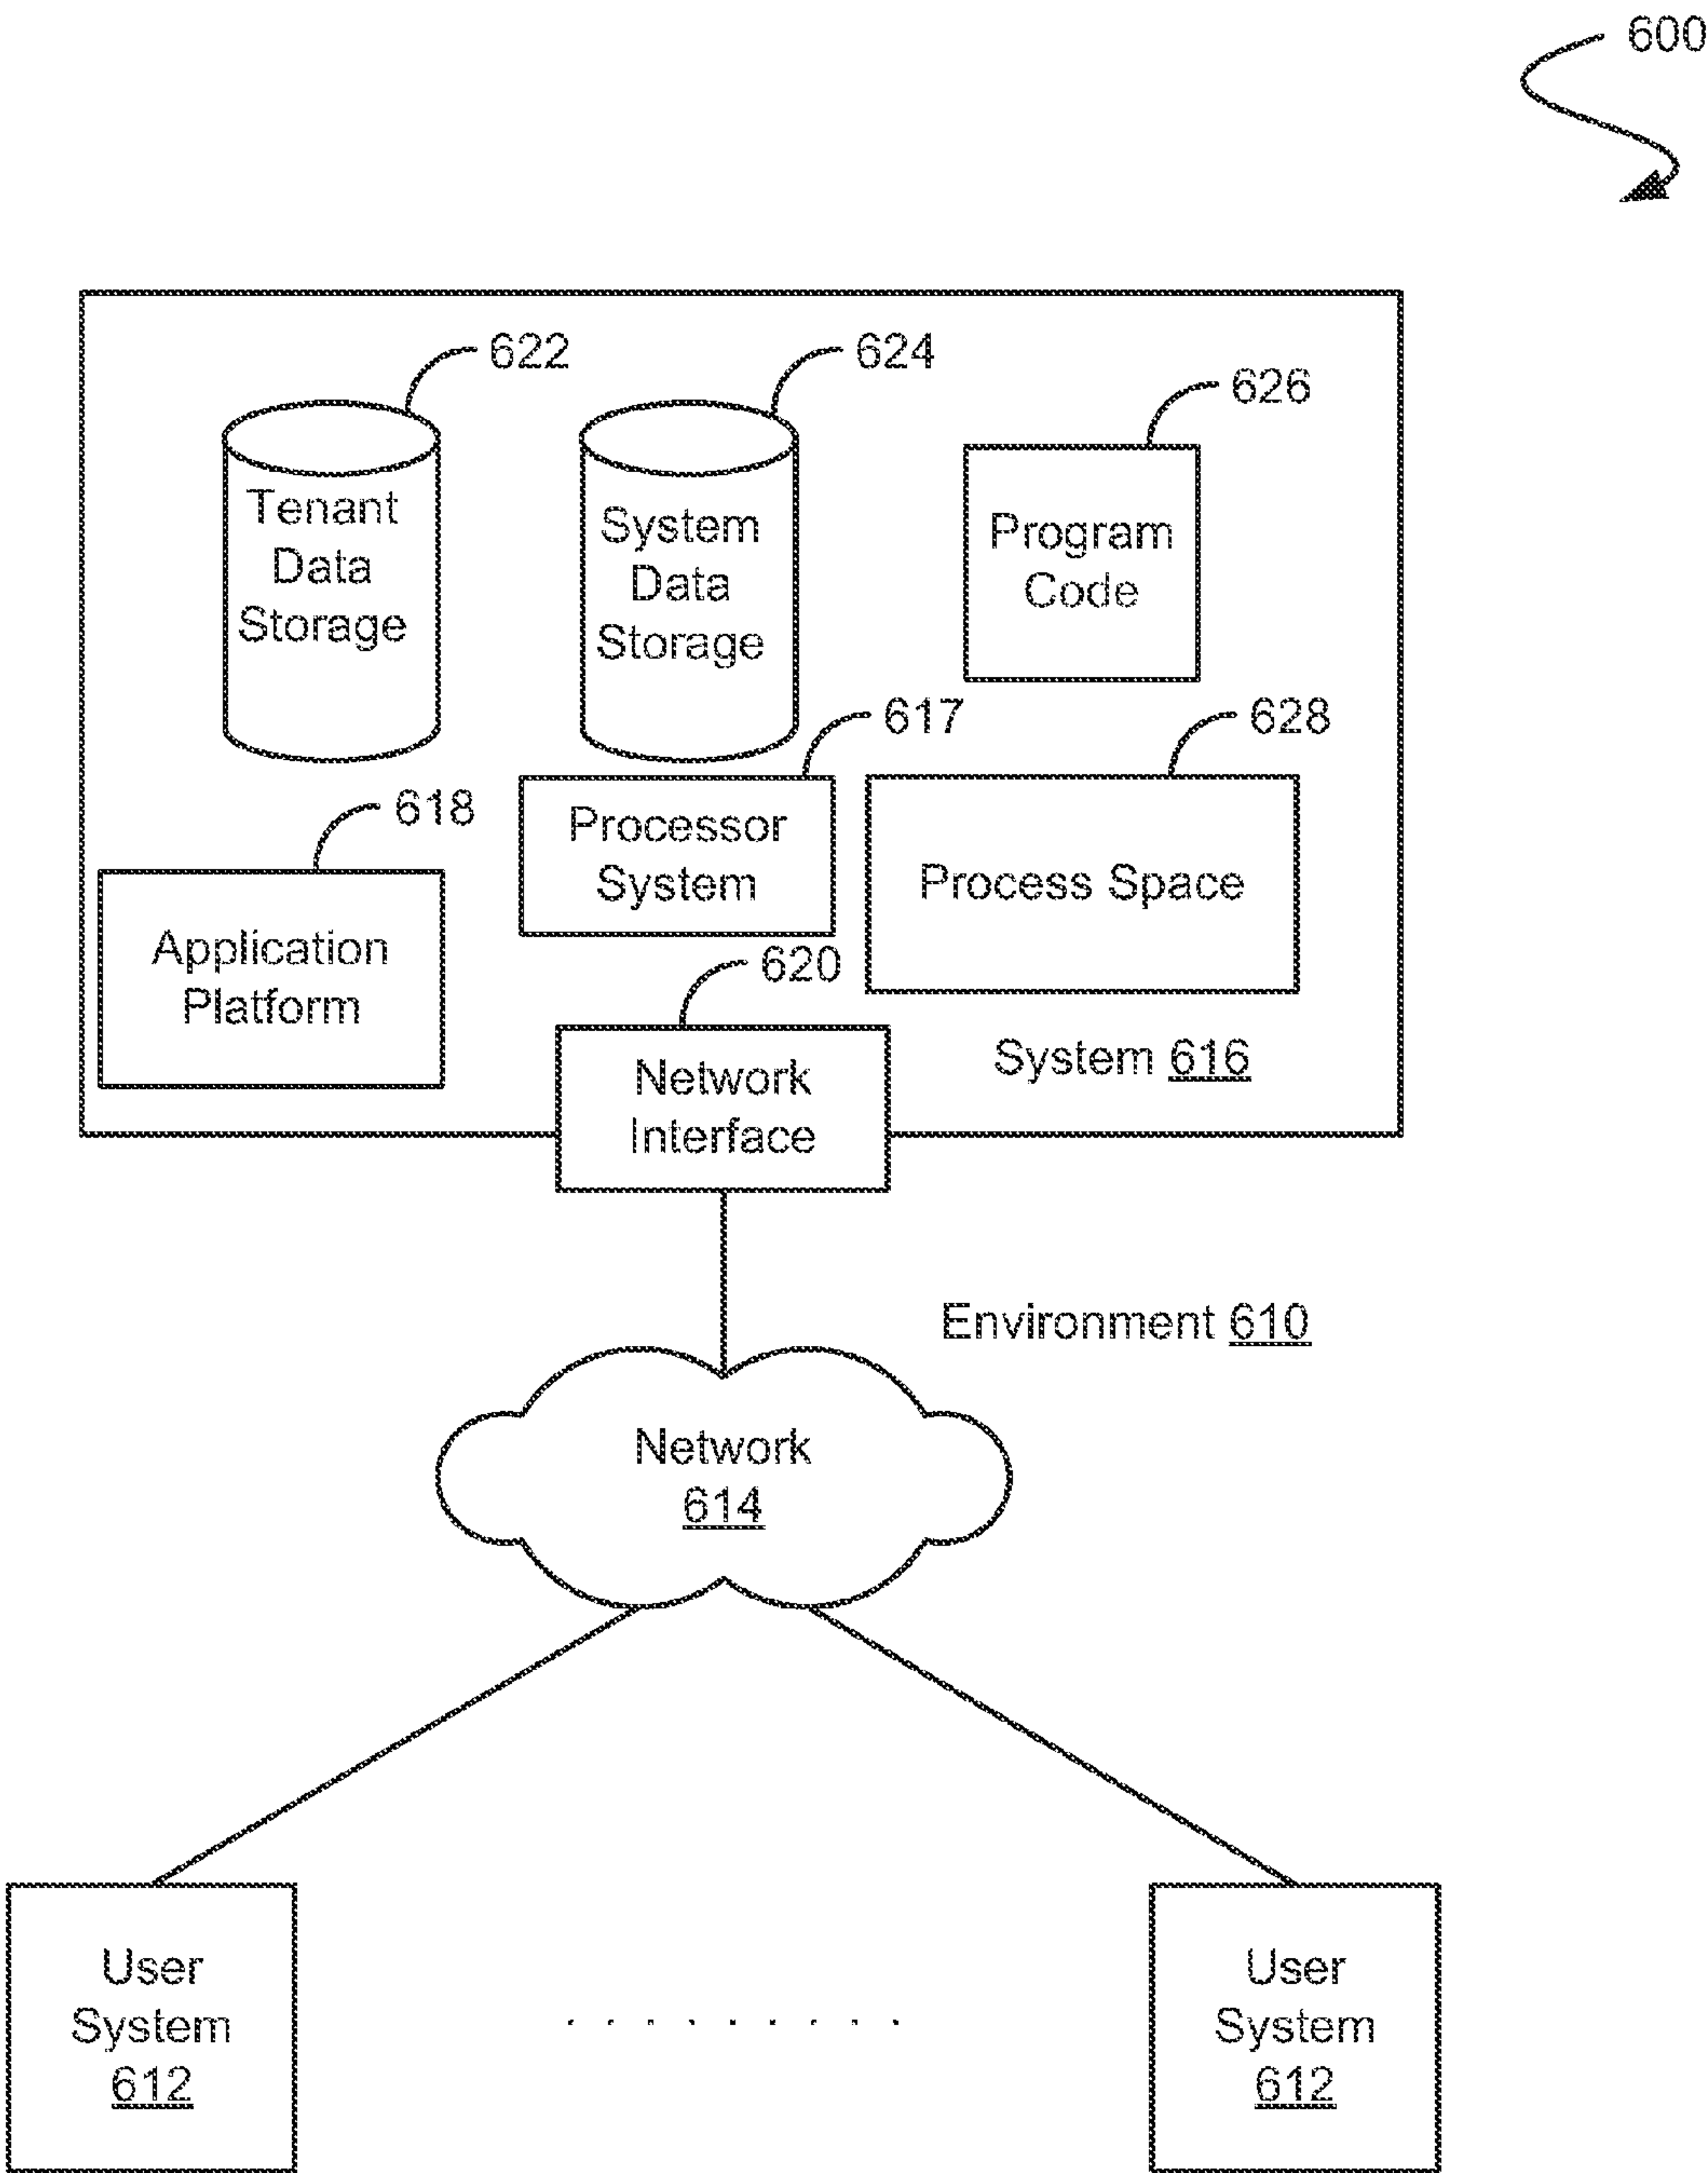 600
622
624
626
Tenant
Data
Storage
System
Data
Storage
Program
Code
617
628
618
Processor
System
Process Space
Application
Platform
620
Network
Interface
System 616
Environment 610
Network
614
User
System
612
User
System
612